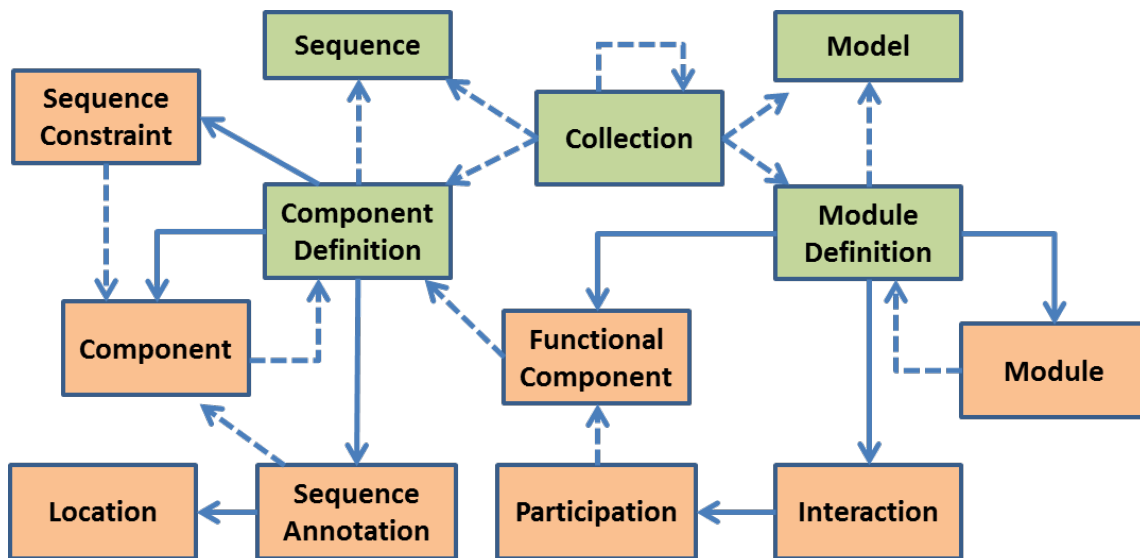 Sequence
Model
Sequence
Constraint
Collection
Component
Definition
Module
Definition
Component
Functional
Component
Module
Location
Sequence
Annotation
Participation
Interaction